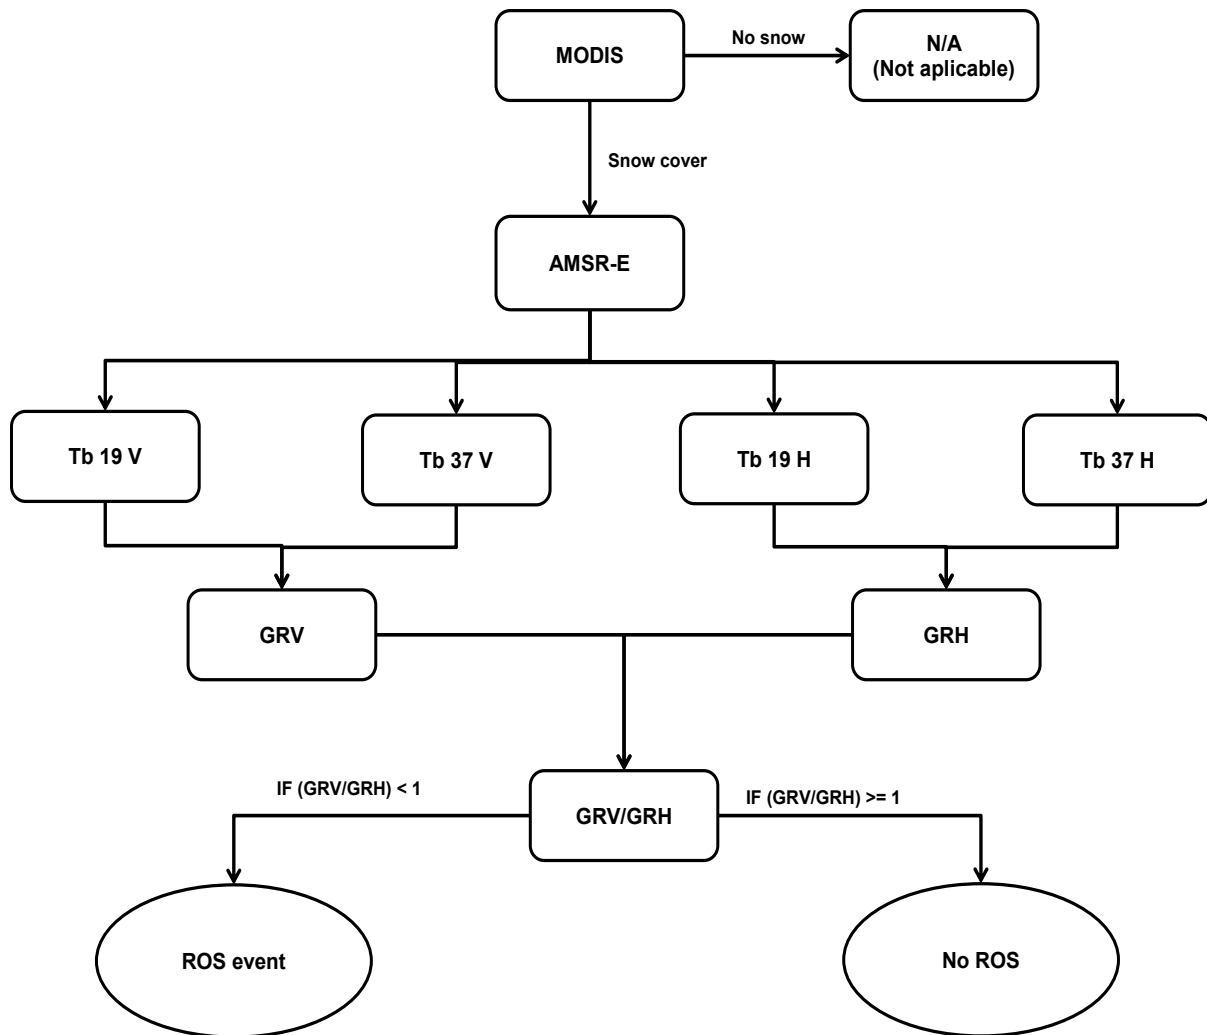 MODIS
No snow
N/A
(Not aplicable)
Snow cover
AMSR-E
Tb 19 V
Tb 37 V
Tb 19 H
Tb 37 H
GRV
GRH
IF (GRV/GRH) < 1
GRV/GRH
IF (GRV/GRH) >= 1
ROS event
No ROS